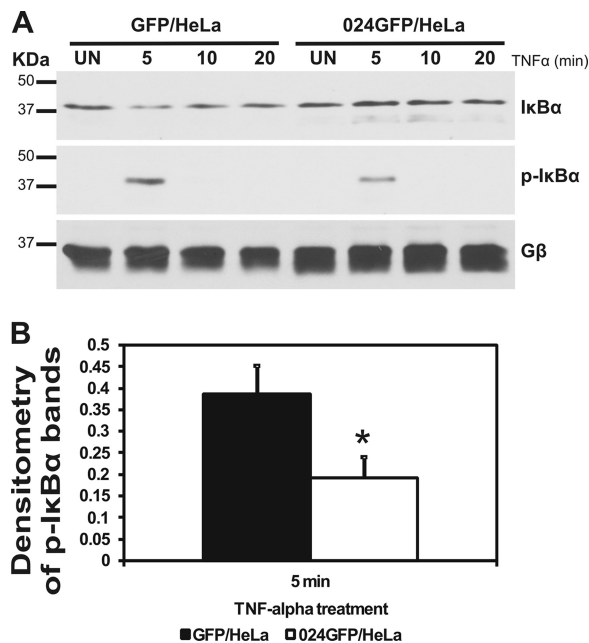 A
GFP/HeLa 024GFP/HeLa
KDa UN 5 10 20 UN 5 10 20 TNFα (min)
50
37
IκBα
50
37
p-IκBα
37
Gβ
B
Densitometry of p-IκBα bands
0.5
0.45
0.4
0.35
0.3
0.25
0.2
0.15
0.1
0.05
0
*
5 min
TNF-alpha treatment
GFP/HeLa 024GFP/HeLa